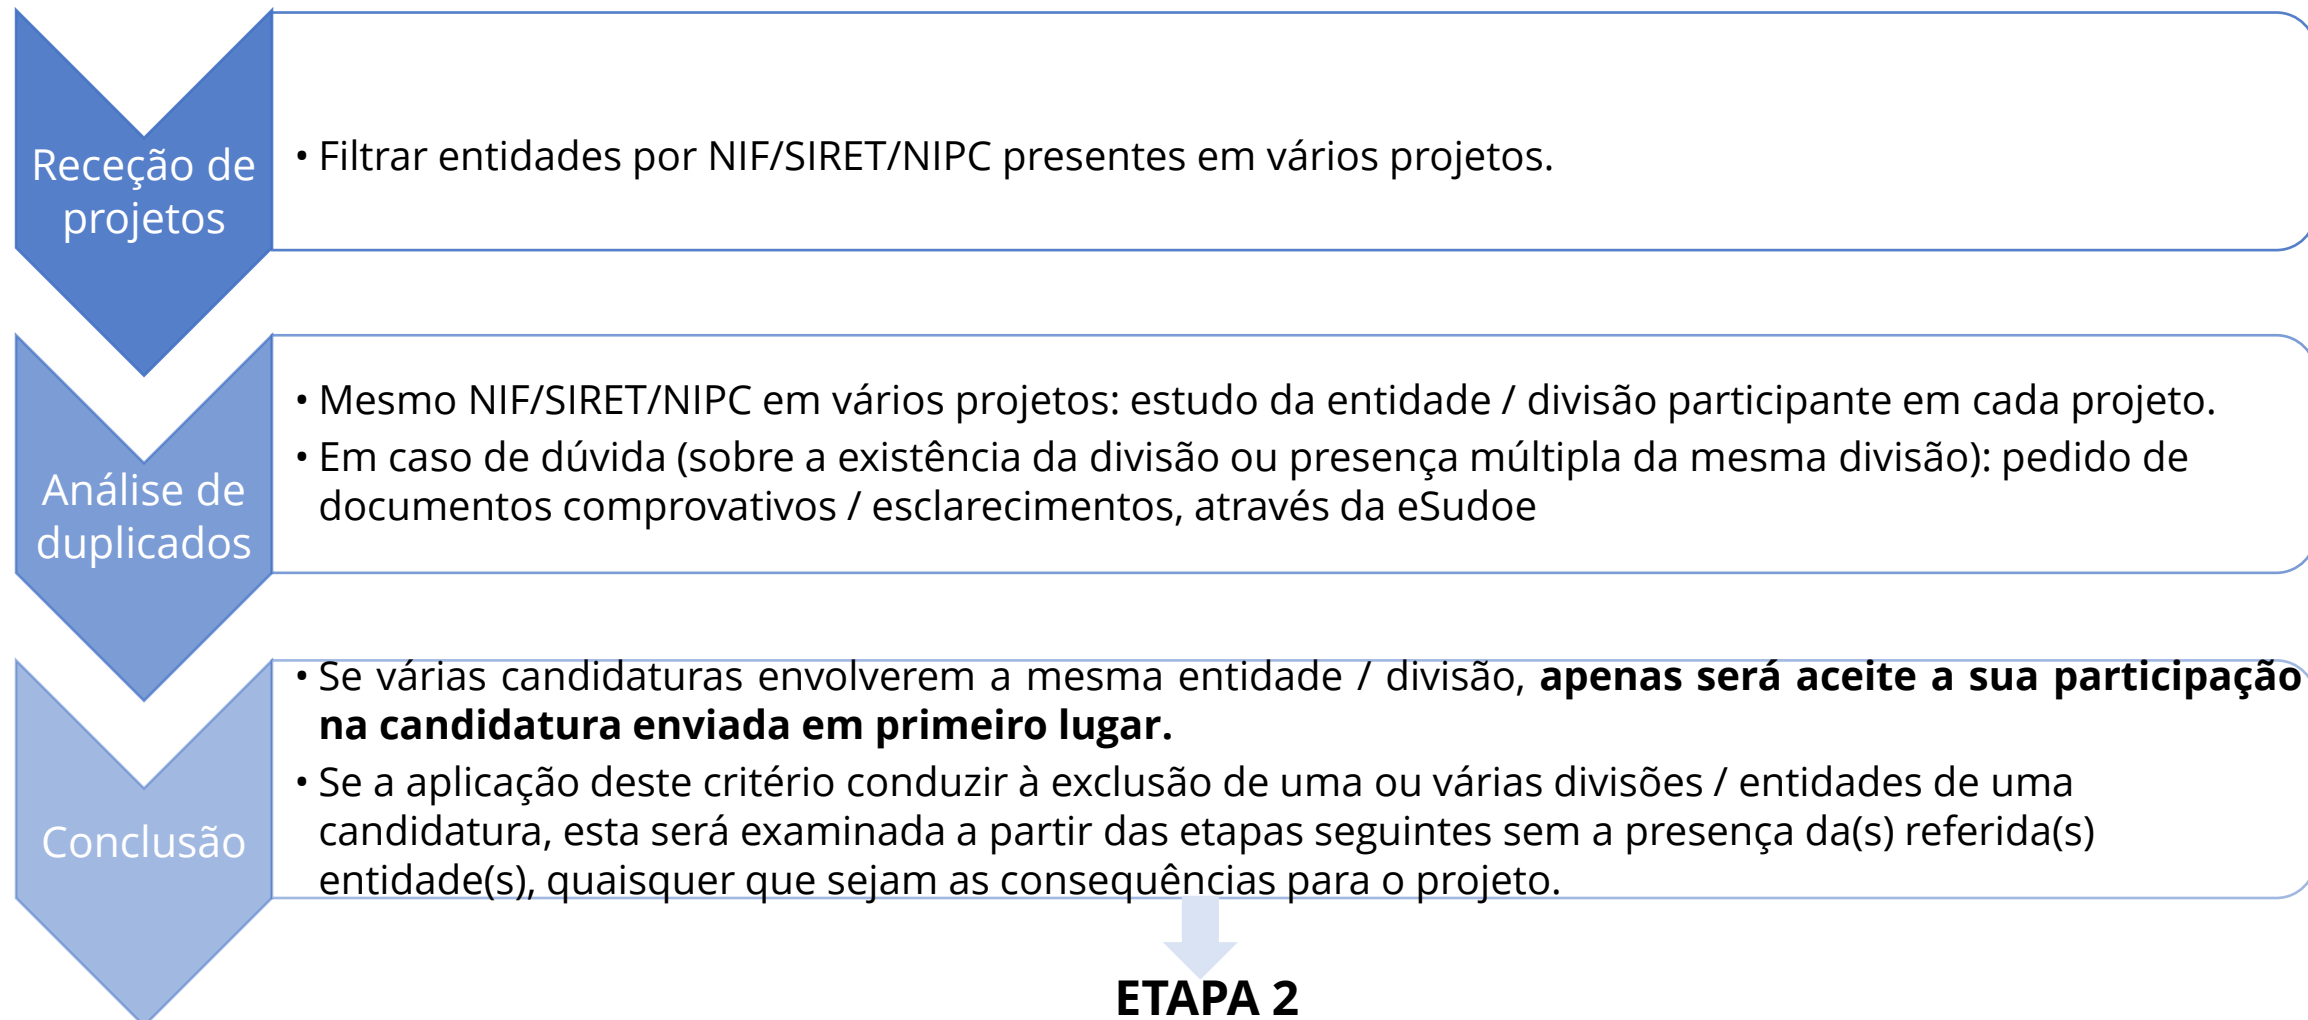 Receção de
projetos
• Filtrar entidades por NIF/SIRET/NIPC presentes em vários projetos.
Análise de
duplicados
• Mesmo NIF/SIRET/NIPC em vários projetos: estudo da entidade / divisão participante em cada projeto.
• Em caso de dúvida (sobre a existência da divisão ou presença múltipla da mesma divisão): pedido de
documentos comprovativos / esclarecimentos, através da eSudoe
Conclusão
• Se várias candidaturas envolverem a mesma entidade / divisão, apenas será aceite a sua participação
na candidatura enviada em primeiro lugar.
• Se a aplicação deste critério conduzir à exclusão de uma ou várias divisões / entidades de uma
candidatura, esta será examinada a partir das etapas seguintes sem a presença da(s) referida(s)
entidade(s), quaisquer que sejam as consequências para o projeto.
ETAPA 2